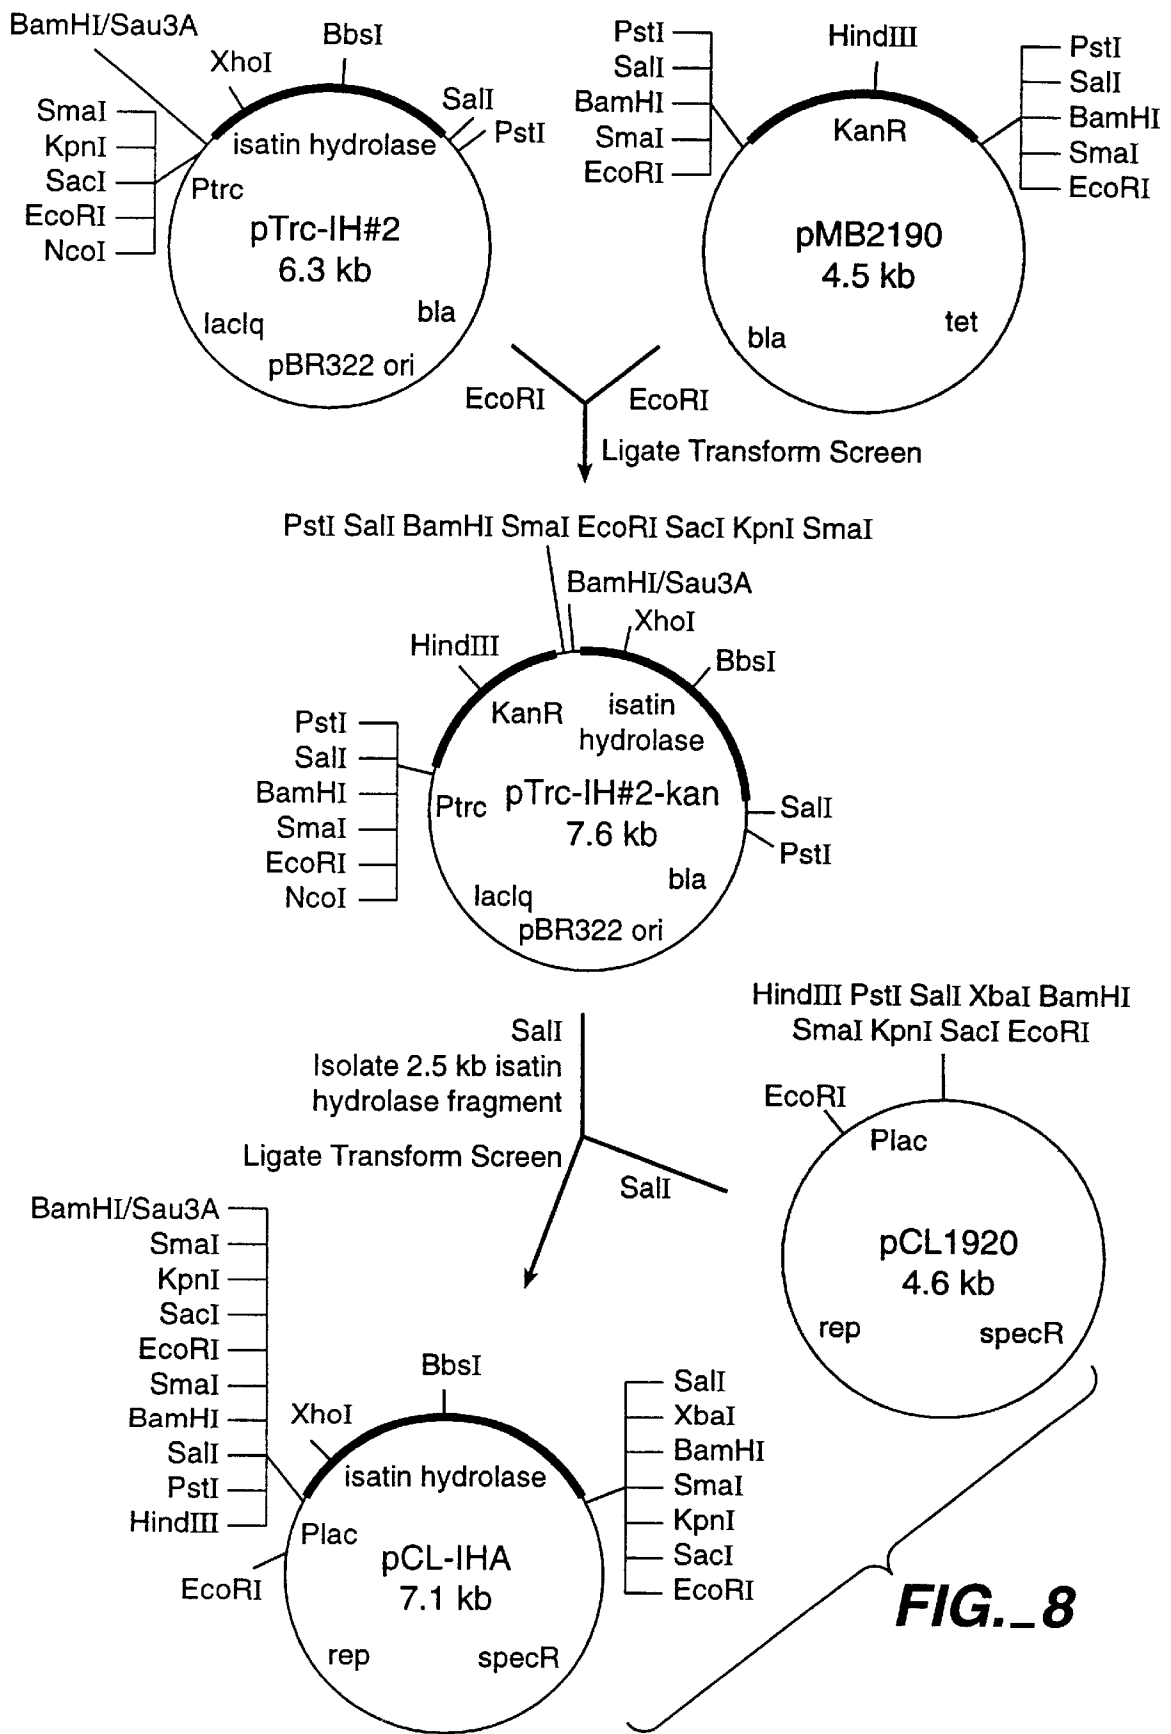 BamHI/Sau3A
XhoI
BbsI
SalI
PstI
SmaI
KpnI
SacI
EcoRI
NcoI
isatin hydrolase
Ptrc
pTrc-IH#2
6.3 kb
lacIq
bla
pBR322 ori
PstI
SalI
BamHI
SmaI
EcoRI
HindIII
PstI
SalI
BamHI
SmaI
EcoRI
KanR
pMB2190
4.5 kb
bla
tet
EcoRI
EcoRI
Ligate Transform Screen
PstI SalI BamHI SmaI EcoRI SacI KpnI SmaI
BamHI/Sau3A
XhoI
HindIII
BbsI
KanR
isatin
hydrolase
PstI
SalI
BamHI
SmaI
EcoRI
NcoI
Ptrc
pTrc-IH#2-kan
7.6 kb
SalI
PstI
bla
lacIq
pBR322 ori
SalI
Isolate 2.5 kb isatin
hydrolase fragment
Ligate Transform Screen
SalI
HindIII PstI SalI XbaI BamHI
SmaI KpnI SacI EcoRI
EcoRI
Plac
pCL1920
4.6 kb
rep
specR
BamHI/Sau3A
SmaI
KpnI
SacI
EcoRI
SmaI
BamHI
SalI
PstI
HindIII
XhoI
BbsI
isatin hydrolase
SalI
XbaI
BamHI
SmaI
KpnI
SacI
EcoRI
Plac
EcoRI
pCL-IHA
7.1 kb
rep
specR
FIG._8